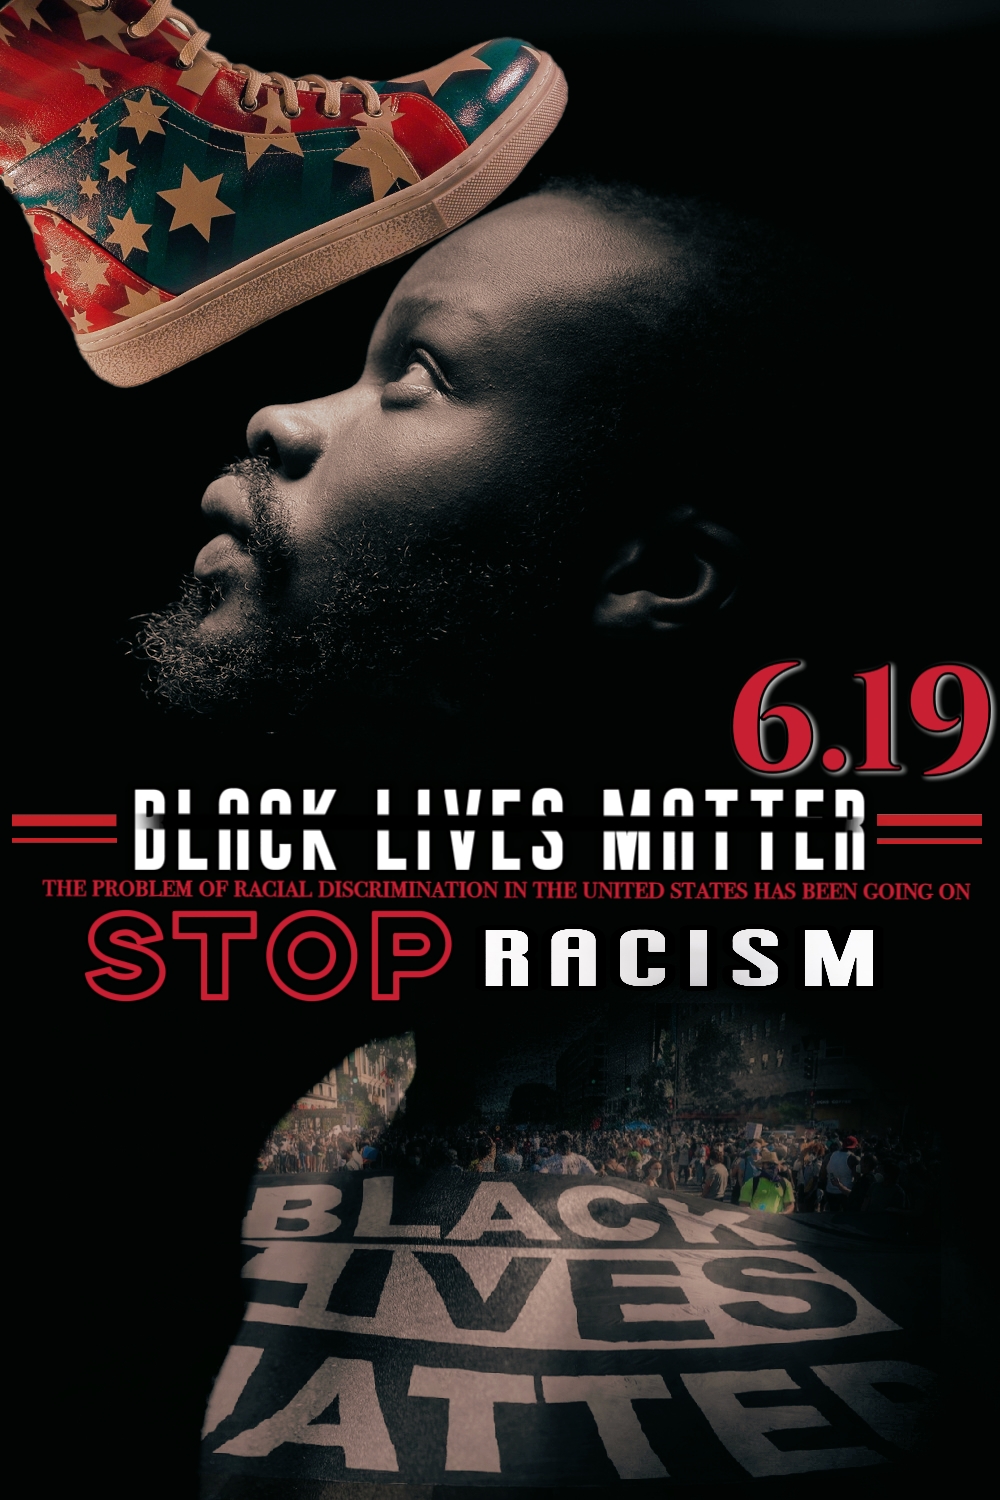 6.19
BLACK LIVES MATTER
THE PROBLEM OF RACIAL DISCRIMINATION IN THE UNITED STATES HAS BEEN GOING ON
STOP RACISM
BLACK
LIVES
MATTER